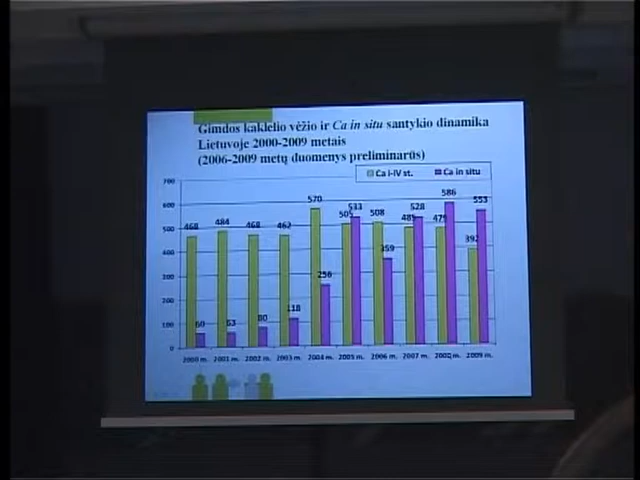 Gimdos kaklelio vėžio ir Ca in situ santykio dinamika
Lietuvoje 2000-2009 metais
(2006-2009 metų duomenys preliminarūs)
Ca i-IV st. Ca in situ
700
600
500
400
300
200
100
0
468 484 468 462 570 505 508 485 475 392
60 63 80 118 256 533 359 528 586 553
2000 m. 2001 m. 2002 m. 2003 m. 2004 m. 2005 m. 2006 m. 2007 m. 2008 m. 2009 m.